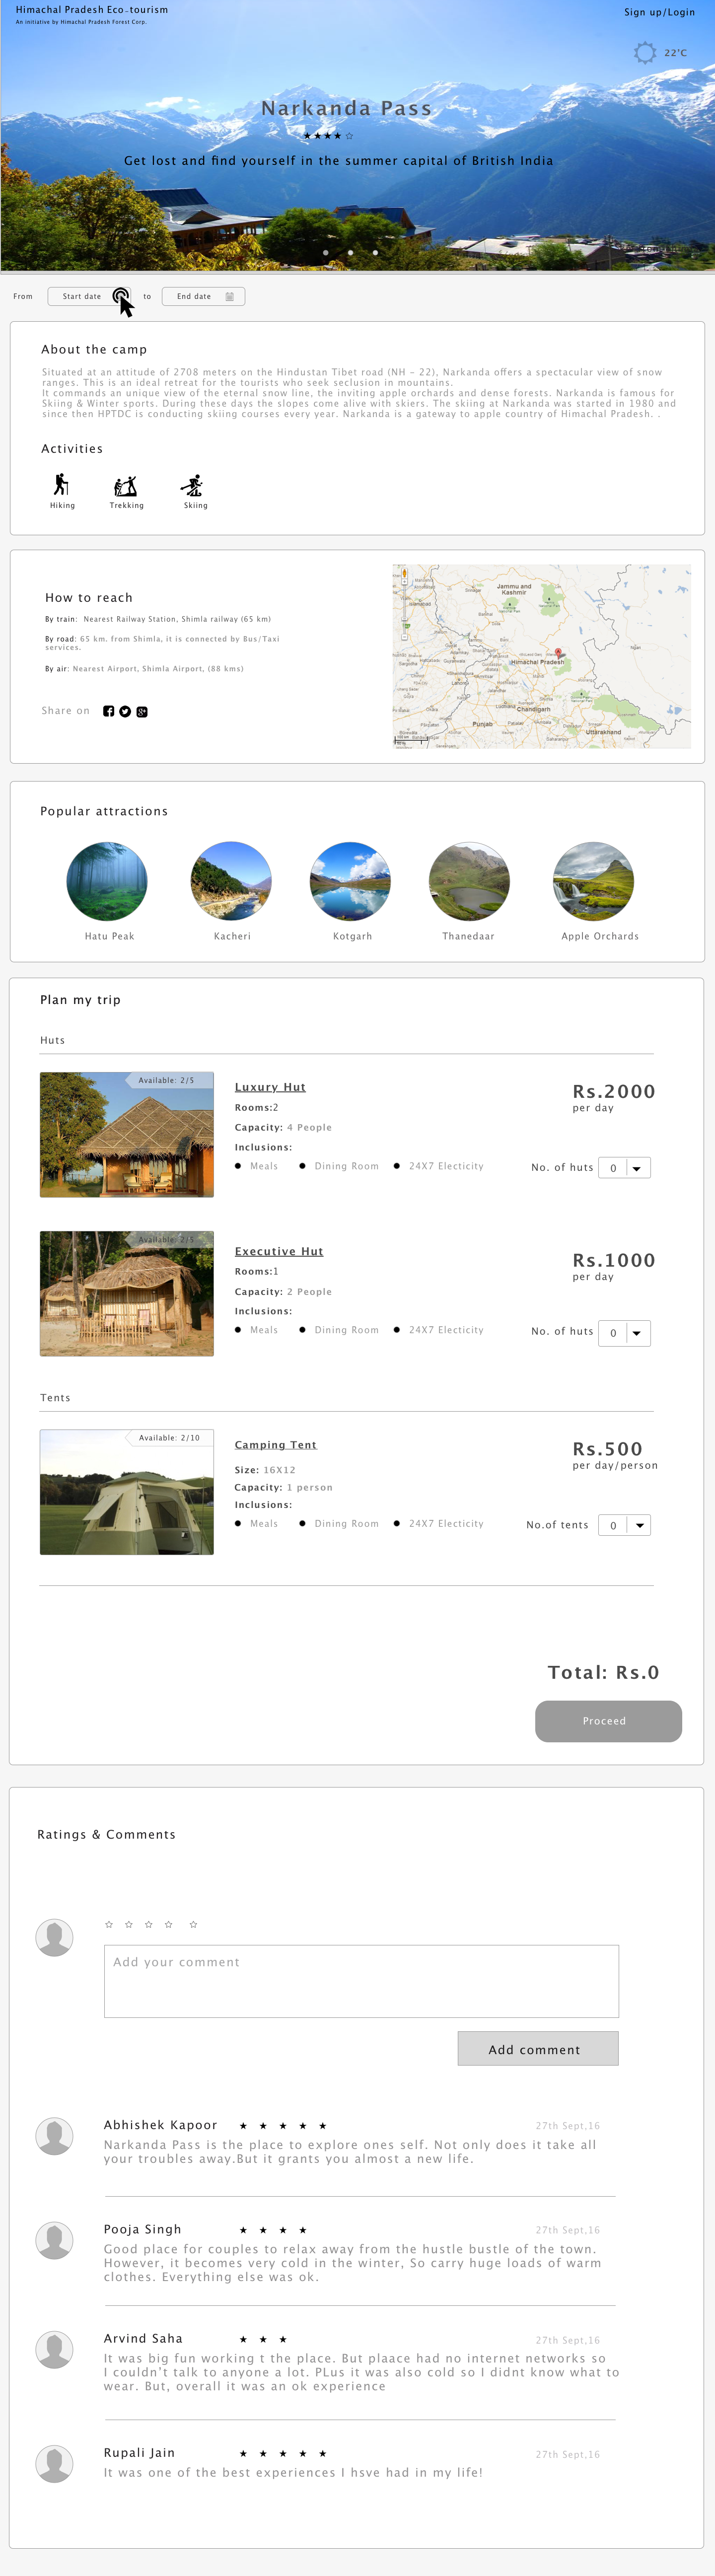 Himachal Pradesh Eco-tourism
An initiative by Himachal Pradesh Forest Corp.
Sign up/Login
22°C
Narkanda Pass
★★★★☆
Get lost and find yourself in the summer capital of British India
From Start date to End date
About the camp
Situated at an attitude of 2708 meters on the Hindustan Tibet road (NH – 22), Narkanda offers a spectacular view of snow
ranges. This is an ideal retreat for the tourists who seek seclusion in mountains.
It commands an unique view of the eternal snow line, the inviting apple orchards and dense forests. Narkanda is famous for
Skiing & Winter sports. During these days the slopes come alive with skiers. The skiing at Narkanda was started in 1980 and
since then HPTDC is conducting skiing courses every year. Narkanda is a gateway to apple country of Himachal Pradesh. .
Activities
Hiking Trekking Skiing
How to reach
By train: Nearest Railway Station, Shimla railway (65 km)
By road: 65 km. from Shimla, it is connected by Bus/Taxi
services.
By air: Nearest Airport, Shimla Airport, (88 kms)
Share on
Jammu and
Kashmir
Himachal Pradesh
Chandigarh
Punjab
Uttarakhand
Popular attractions
Hatu Peak Kacheri Kotgarh Thanedaar Apple Orchards
Plan my trip
Huts
Available: 2/5
Luxury Hut
Rooms:2
Capacity: 4 People
Inclusions:
● Meals ● Dining Room ● 24X7 Electicity
Rs.2000
per day
No. of huts 0
Available: 2/5
Executive Hut
Rooms:1
Capacity: 2 People
Inclusions:
● Meals ● Dining Room ● 24X7 Electicity
Rs.1000
per day
No. of huts 0
Tents
Available: 2/10
Camping Tent
Size: 16X12
Capacity: 1 person
Inclusions:
● Meals ● Dining Room ● 24X7 Electicity
Rs.500
per day/person
No.of tents 0
Total: Rs.0
Proceed
Ratings & Comments
☆ ☆ ☆ ☆ ☆
Add your comment
Add comment
Abhishek Kapoor ★ ★ ★ ★ ★ 27th Sept,16
Narkanda Pass is the place to explore ones self. Not only does it take all
your troubles away.But it grants you almost a new life.
Pooja Singh ★ ★ ★ ★ 27th Sept,16
Good place for couples to relax away from the hustle bustle of the town.
However, it becomes very cold in the winter, So carry huge loads of warm
clothes. Everything else was ok.
Arvind Saha ★ ★ ★ 27th Sept,16
It was big fun working t the place. But plaace had no internet networks so
I couldn't talk to anyone a lot. PLus it was also cold so I didnt know what to
wear. But, overall it was an ok experience
Rupali Jain ★ ★ ★ ★ ★ 27th Sept,16
It was one of the best experiences I hsve had in my life!